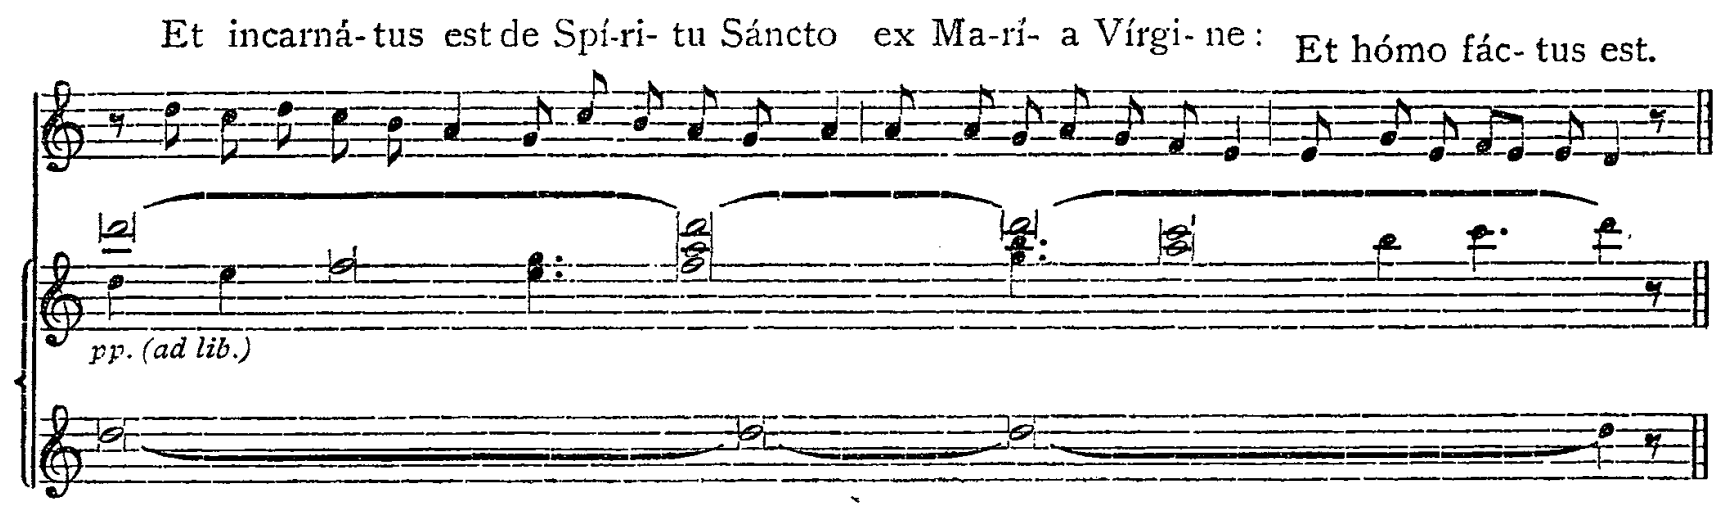 Et incarná-tus est de Spí-ri- tu Sáncto ex Ma-rí- a Vírgi-ne : Et hómo fác-tus est.
pp. (ad lib.)